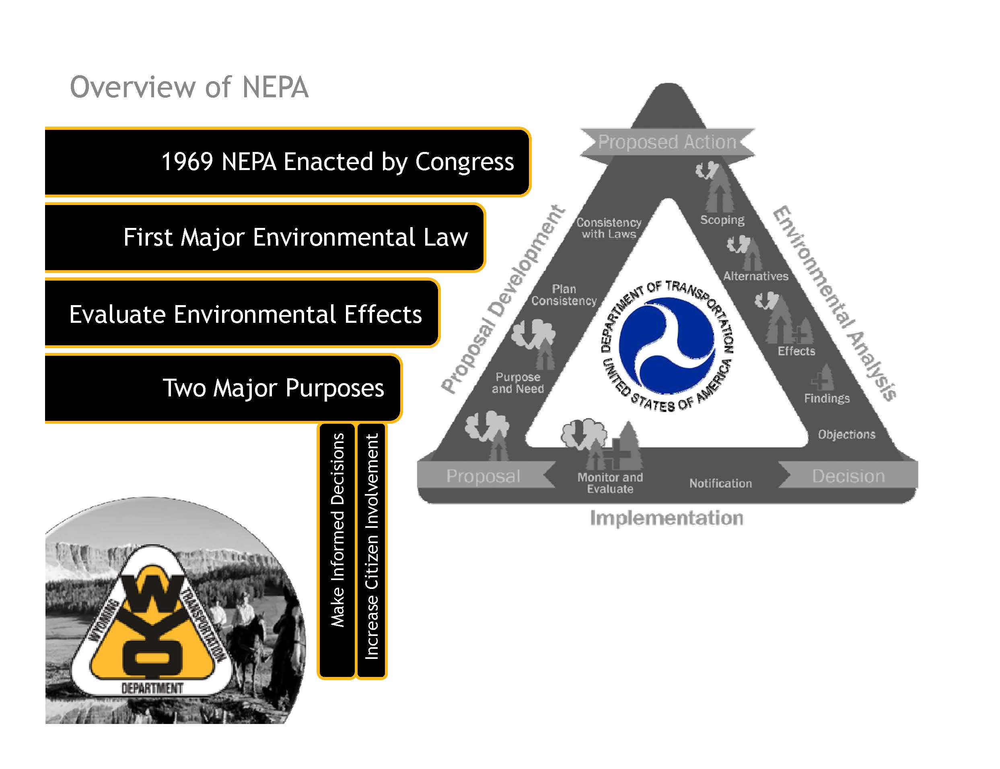 Overview of NEPA
1969 NEPA Enacted by Congress
First Major Environmental Law
Evaluate Environmental Effects
Two Major Purposes
Make Informed Decisions
Increase Citizen Involvement
Proposed Action
Proposal Development
Consistency
with Laws
Plan
Consistency
Purpose
and Need
Proposal
Environmental Analysis
Scoping
Alternatives
Effects
Findings
Objections
Decision
Monitor and
Evaluate
Notification
Implementation
DEPARTMENT OF TRANSPORTATION
UNITED STATES OF AMERICA
WYO
WYOMING
TRANSPORTATION
DEPARTMENT